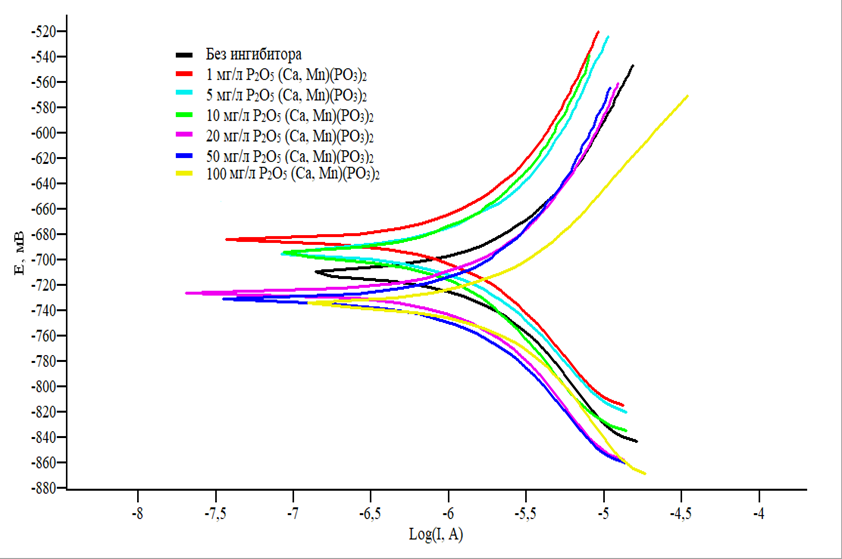 -520
-540
-560
-580
-600
-620
-640
-660
-680
-700
-720
-740
-760
-780
-800
-820
-840
-860
-880
E, мВ
Без ингибитора
1 мг/л P₂O₅ (Ca, Mn)(PO₃)₂
5 мг/л P₂O₅ (Ca, Mn)(PO₃)₂
10 мг/л P₂O₅ (Ca, Mn)(PO₃)₂
20 мг/л P₂O₅ (Ca, Mn)(PO₃)₂
50 мг/л P₂O₅ (Ca, Mn)(PO₃)₂
100 мг/л P₂O₅ (Ca, Mn)(PO₃)₂
-8 -7,5 -7 -6,5 -6 -5,5 -5 -4,5 -4
Log(I, A)